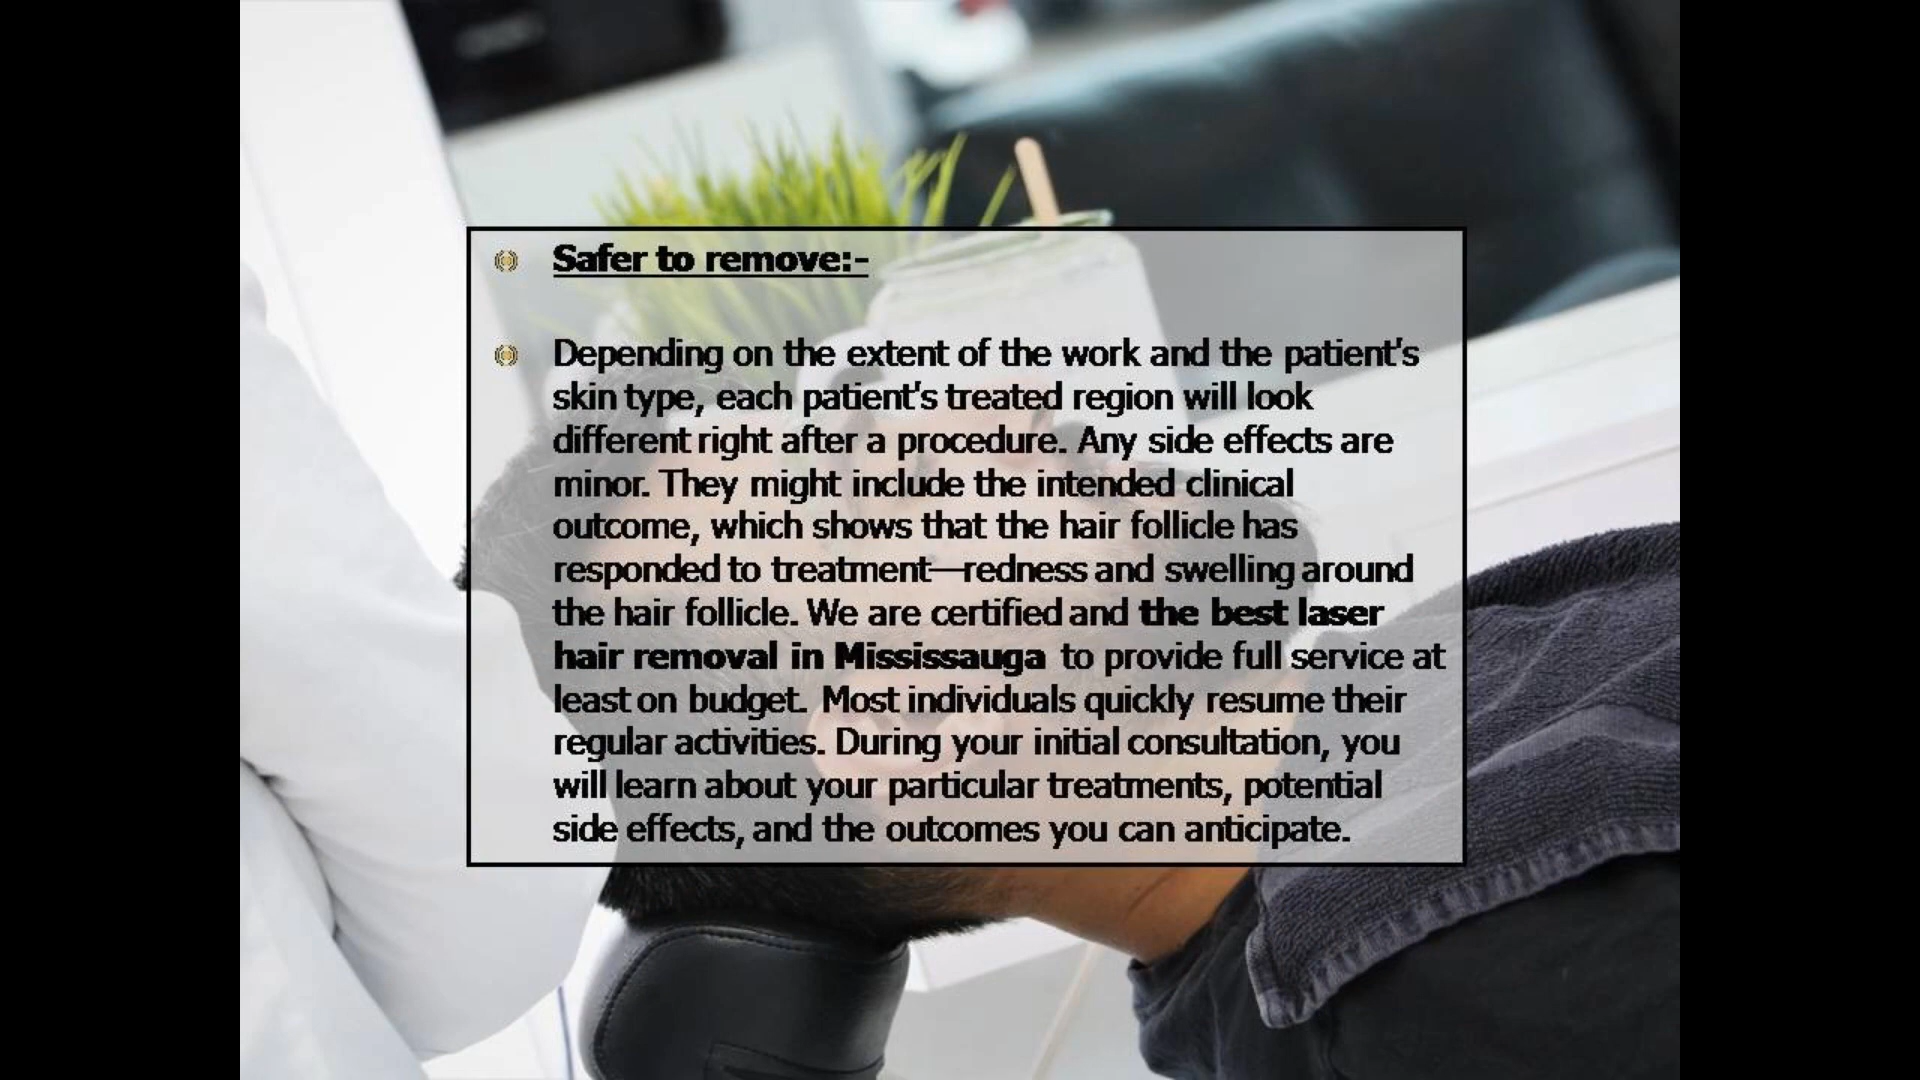 Safer to remove:-
Depending on the extent of the work and the patient's
skin type, each patient's treated region will look
different right after a procedure. Any side effects are
minor. They might include the intended clinical
outcome, which shows that the hair follicle has
responded to treatment—redness and swelling around
the hair follicle. We are certified and the best laser
hair removal in Mississauga to provide full service at
least on budget. Most individuals quickly resume their
regular activities. During your initial consultation, you
will learn about your particular treatments, potential
side effects, and the outcomes you can anticipate.